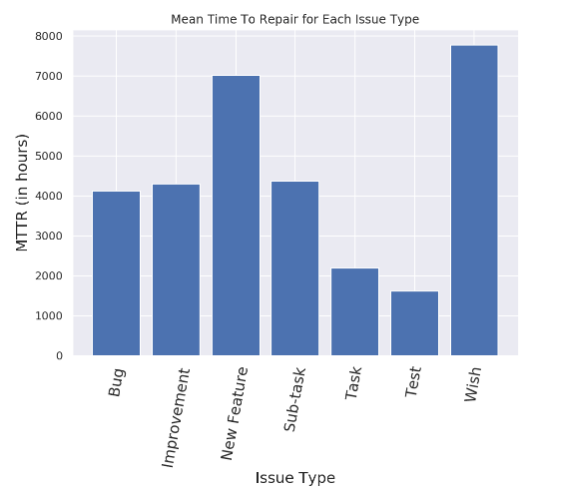 Mean Time To Repair for Each Issue Type
8000
7000
6000
5000
4000
3000
2000
1000
0
MTTR (in hours)
Bug
Improvement
New Feature
Sub-task
Task
Test
Wish
Issue Type